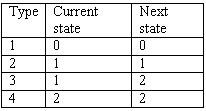 Type Current state Next state
1 0 0
2 1 1
3 1 2
4 2 2